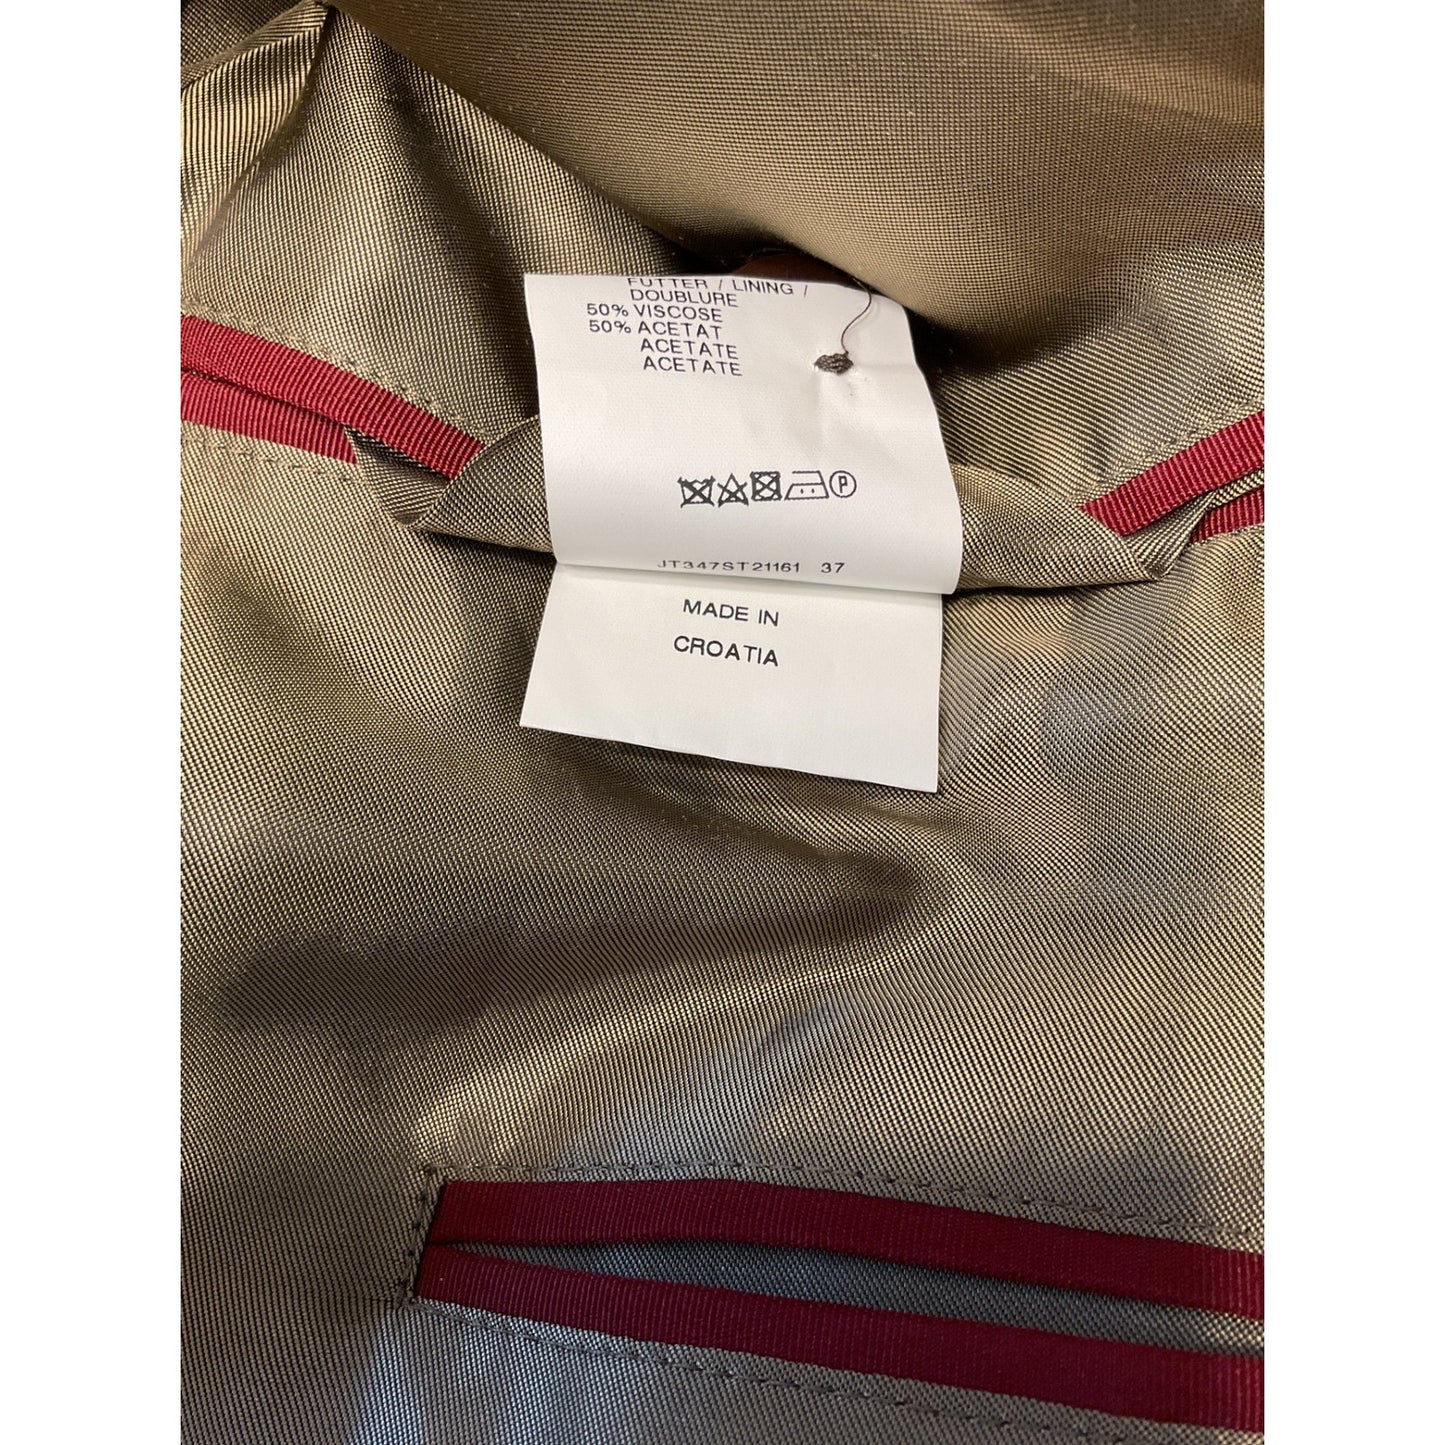 FUTTER / LINING /
DOUBLURE
50% VISCOSE
50% ACETAT
ACETATE
ACETATE
P
JT347ST21161 37
MADE IN
CROATIA